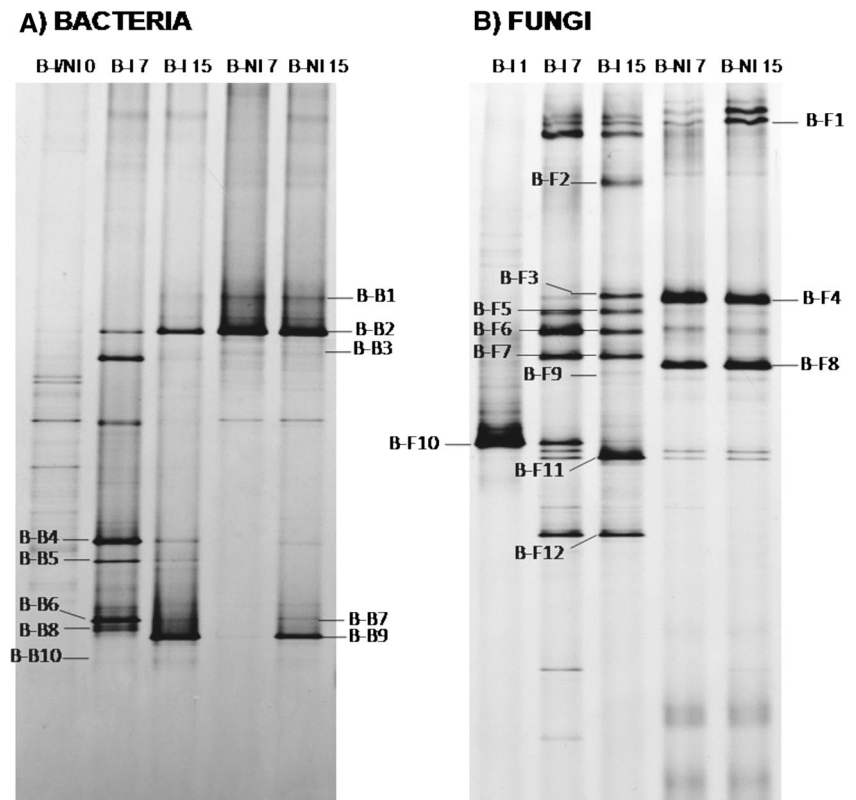 A) BACTERIA
B) FUNGI
B-I/NI 0 B-I 7 B-I 15 B-NI 7 B-NI 15
B-I 1 B-I 7 B-I 15 B-NI 7 B-NI 15
B-B1
B-B2
B-B3
B-B4
B-B5
B-B6
B-B7
B-B8
B-B9
B-B10
B-F1
B-F2
B-F3
B-F4
B-F5
B-F6
B-F7
B-F8
B-F9
B-F10
B-F11
B-F12